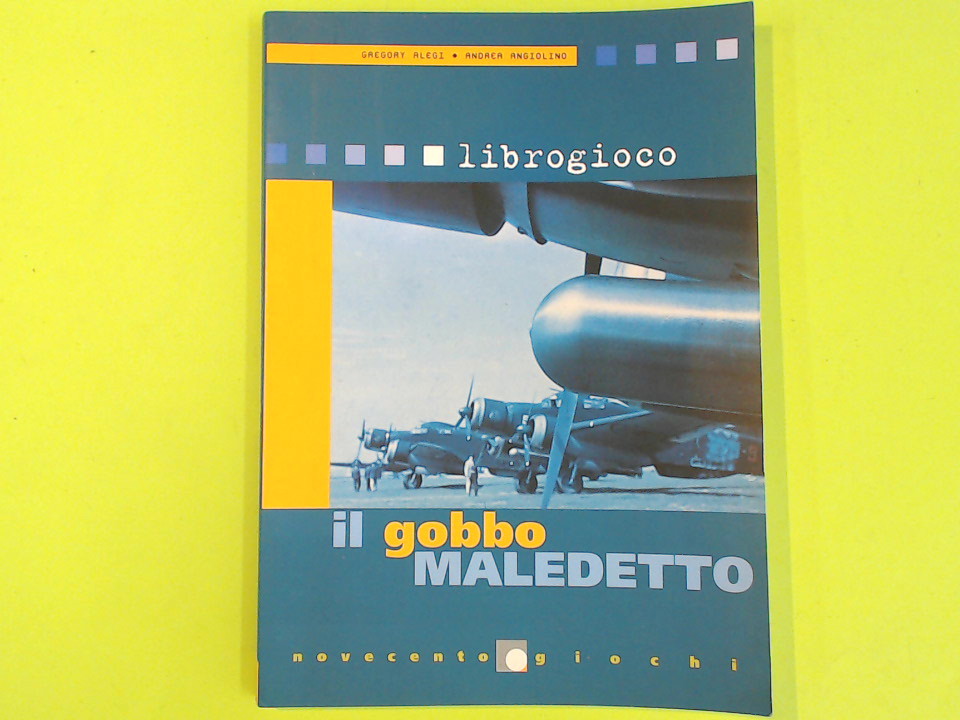 GREGORY ALEGI • ANDREA ANGIOLINO
librogioco
il gobbo
MALEDETTO
novecento giochi